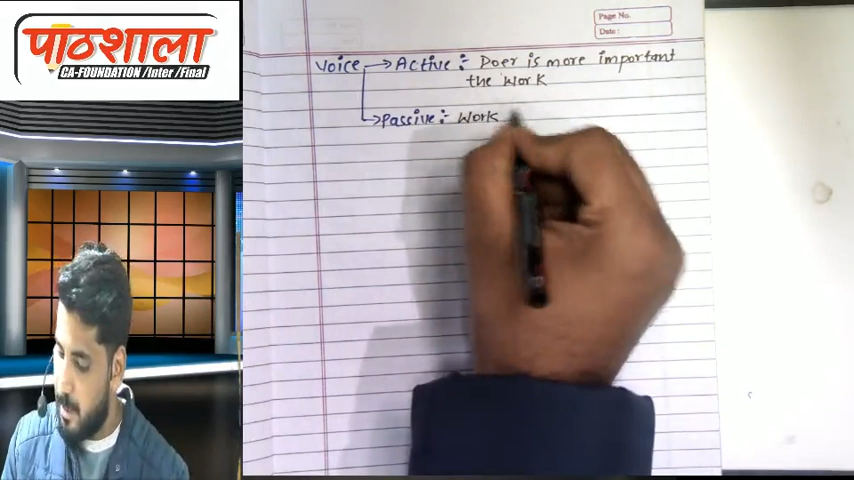 पाठशाला
CA-FOUNDATION/Inter/Final
Page No.
Date:
Voice → Active :- Doer is more important
the work
→ Passive :- Work